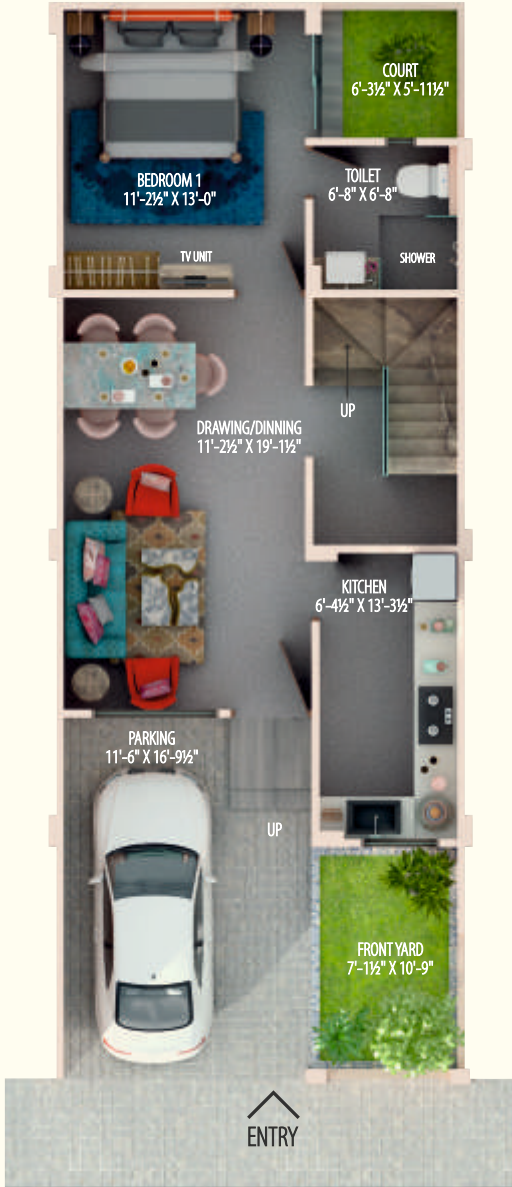 COURT
6'-3½" X 5'-11½"
BEDROOM 1
11'-2½" X 13'-0"
TOILET
6'-8" X 6'-8"
TV UNIT
SHOWER
UP
DRAWING/DINNING
11'-2½" X 19'-1½"
KITCHEN
6'-4½" X 13'-3½"
PARKING
11'-6" X 16'-9½"
UP
FRONT YARD
7'-1½" X 10'-9"
ENTRY